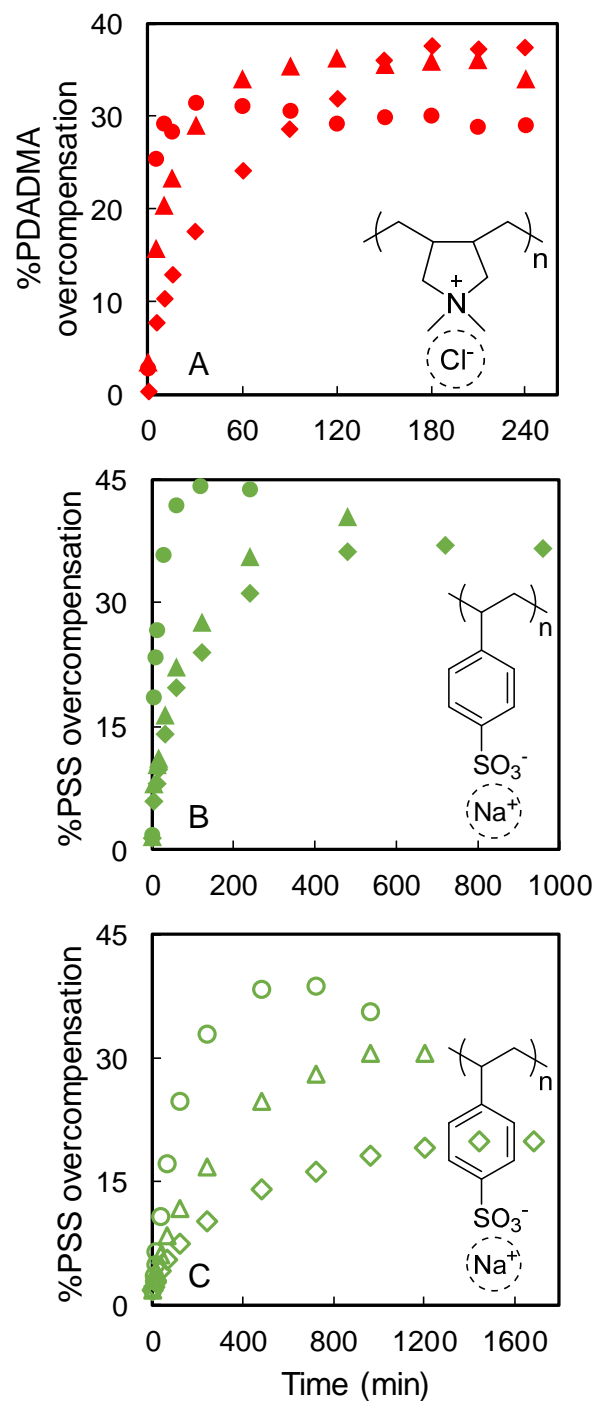 %PDADMA
overcompensation
40
30
20
10
0
n
+
N
Cl-
A
0 60 120 180 240
%PSS overcompensation
45
30
15
0
n
SO3-
Na+
B
0 200 400 600 800 1000
%PSS overcompensation
45
30
15
0
n
SO3-
Na+
C
0 400 800 1200 1600
Time (min)